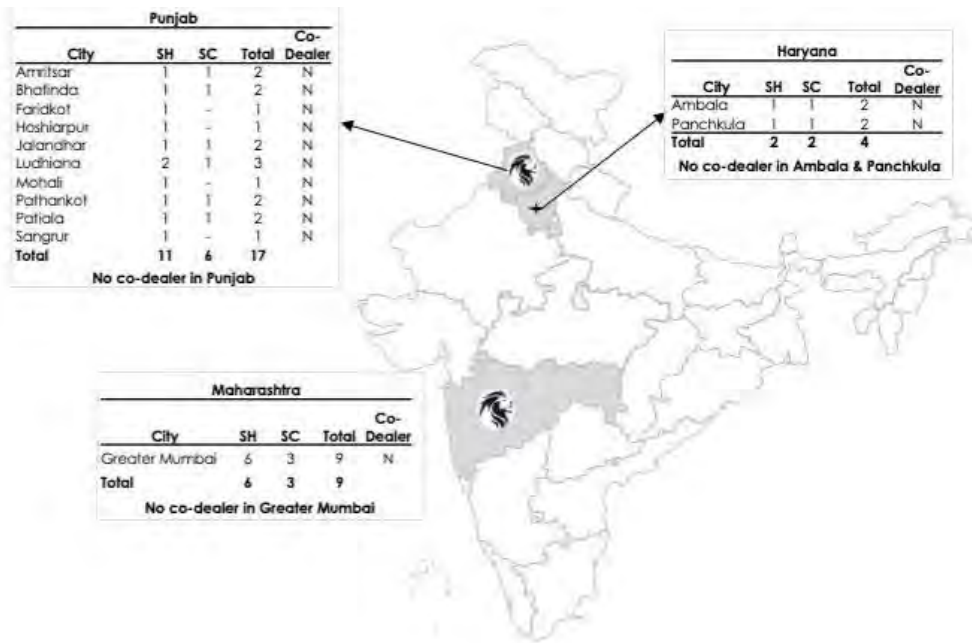 Punjab
City SH SC Total Co-Dealer
Amritsar 1 1 2 N
Bhatinda 1 1 2 N
Faridkot 1 - 1 N
Hoshiarpur 1 - 1 N
Jalandhar 1 1 2 N
Ludhiana 2 1 3 N
Mohali 1 - 1 N
Pathankot 1 1 2 N
Patiala 1 1 2 N
Sangrur 1 - 1 N
Total 11 6 17
No co-dealer in Punjab
Haryana
City SH SC Total Co-Dealer
Ambala 1 1 2 N
Panchkula 1 1 2 N
Total 2 2 4
No co-dealer in Ambala & Panchkula
Maharashtra
City SH SC Total Co-Dealer
Greater Mumbai 6 3 9 N
Total 6 3 9
No co-dealer in Greater Mumbai